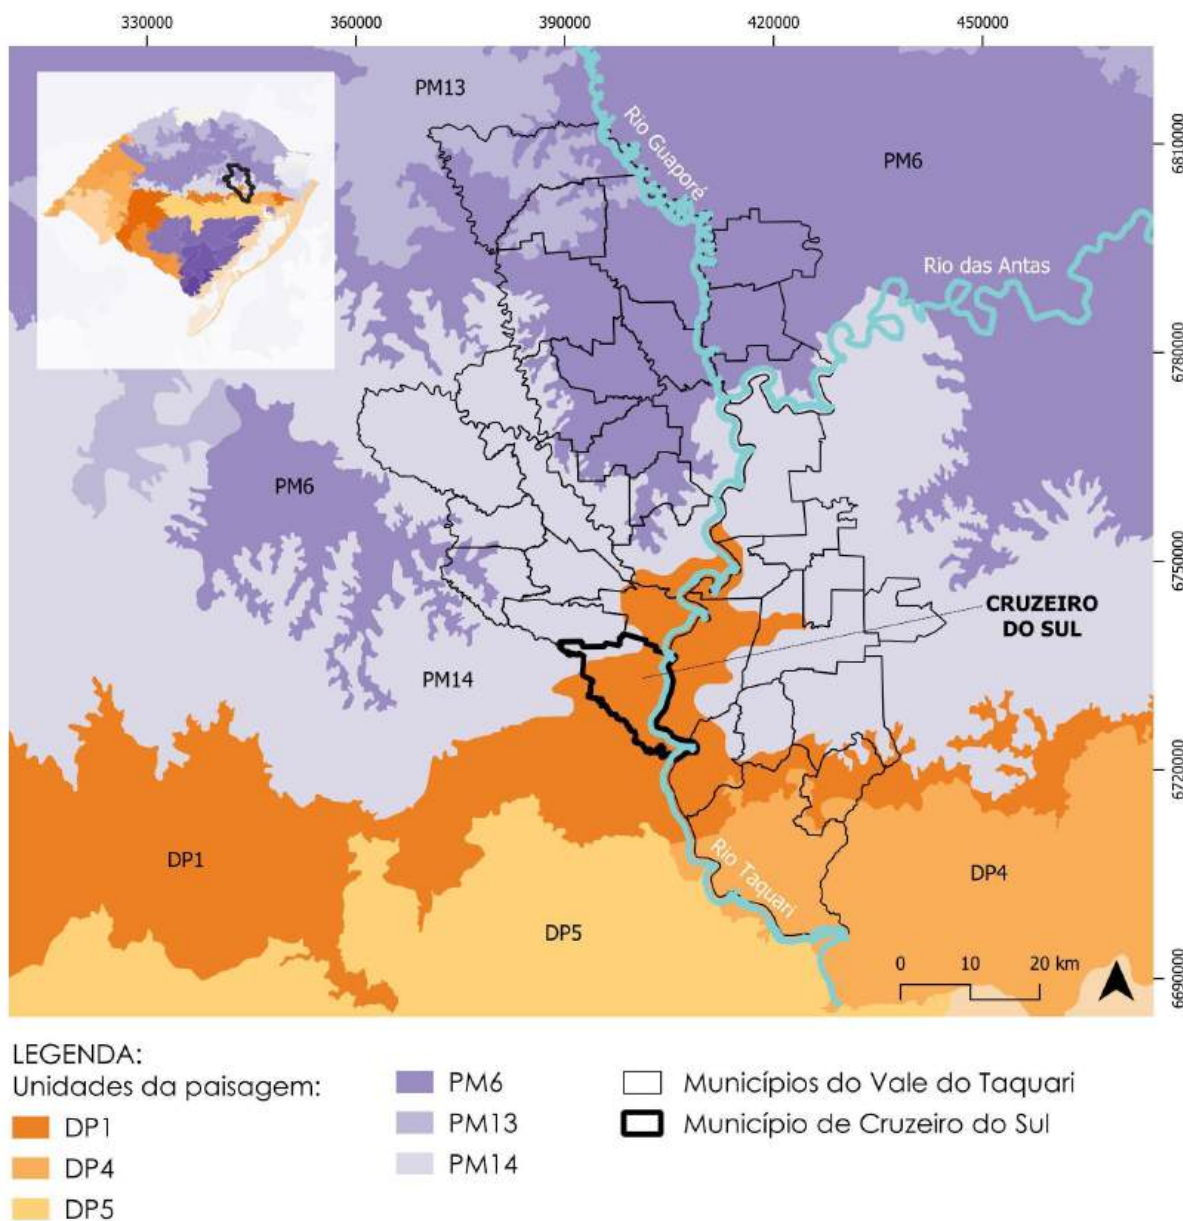 330000
360000
390000
420000
450000
PM13
Rio Guaporé
PM6
6810000
Rio das Antas
6780000
PM6
6750000
CRUZEIRO
DO SUL
PM14
6720000
DP1
Rio Taquari
DP4
DP5
0
10
20 km
6690000
LEGENDA:
Unidades da paisagem:
DP1
DP4
DP5
PM6
PM13
PM14
Municípios do Vale do Taquari
Município de Cruzeiro do Sul